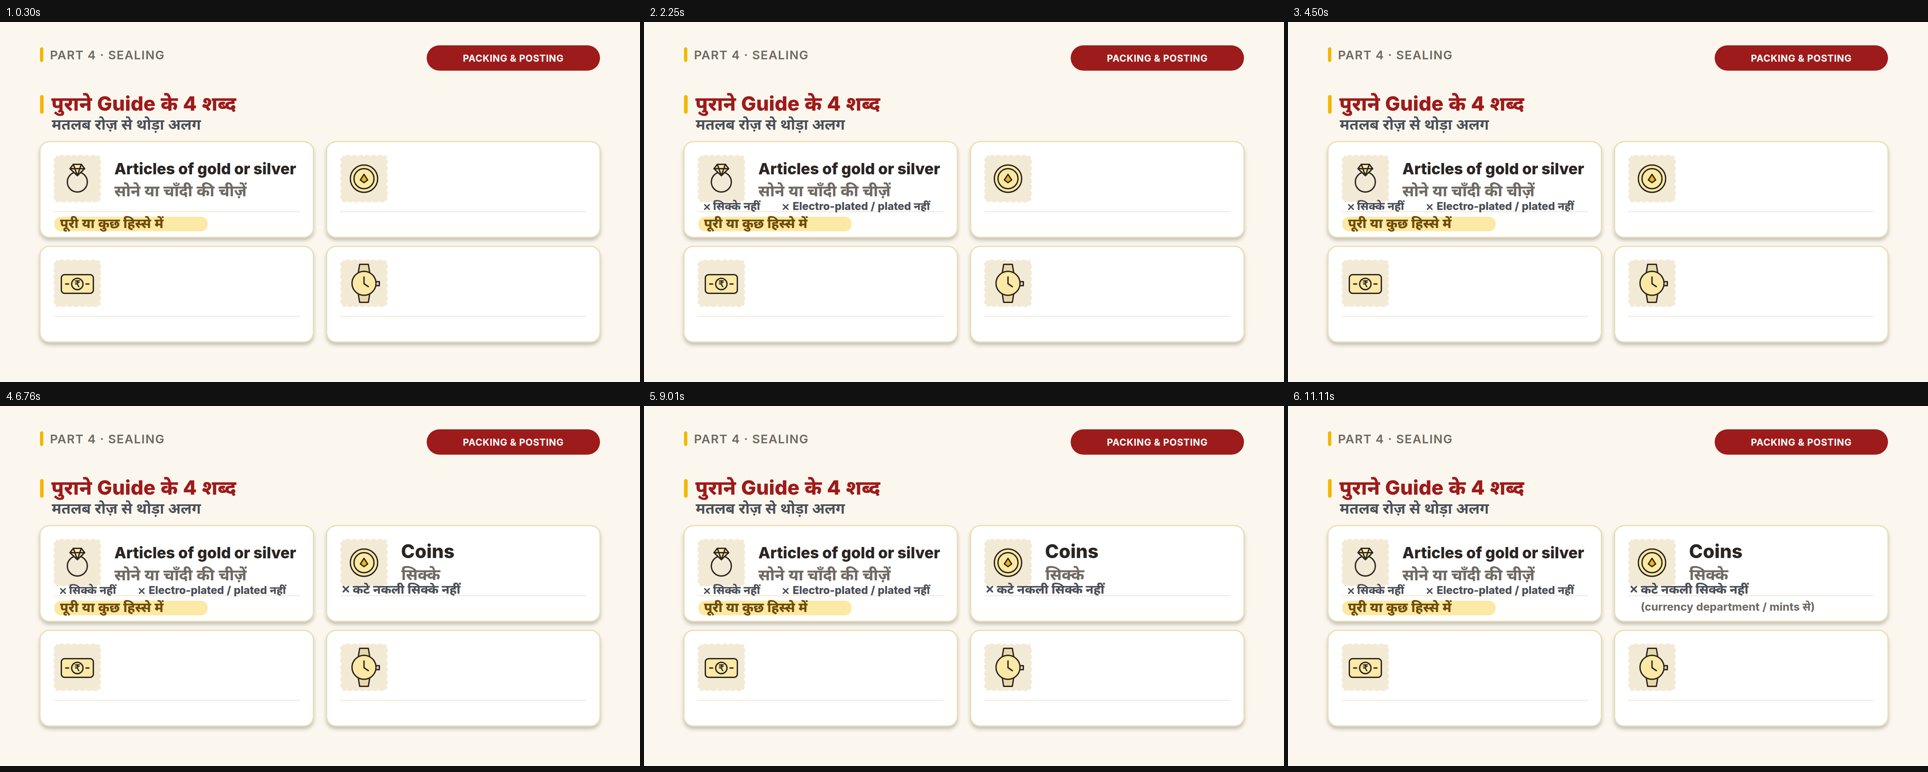 1. 0.30s
PART 4 · SEALING
PACKING & POSTING
पुराने Guide के 4 शब्द
मतलब रोज़ से थोड़ा अलग
Articles of gold or silver
सोने या चाँदी की चीज़ें
पूरी या कुछ हिस्से में
2. 2.25s
PART 4 · SEALING
PACKING & POSTING
पुराने Guide के 4 शब्द
मतलब रोज़ से थोड़ा अलग
Articles of gold or silver
सोने या चाँदी की चीज़ें
× सिक्के नहीं × Electro-plated / plated नहीं
पूरी या कुछ हिस्से में
3. 4.50s
PART 4 · SEALING
PACKING & POSTING
पुराने Guide के 4 शब्द
मतलब रोज़ से थोड़ा अलग
Articles of gold or silver
सोने या चाँदी की चीज़ें
× सिक्के नहीं × Electro-plated / plated नहीं
पूरी या कुछ हिस्से में
4. 6.76s
PART 4 · SEALING
PACKING & POSTING
पुराने Guide के 4 शब्द
मतलब रोज़ से थोड़ा अलग
Articles of gold or silver
सोने या चाँदी की चीज़ें
× सिक्के नहीं × Electro-plated / plated नहीं
पूरी या कुछ हिस्से में
Coins
सिक्के
× कटे नकली सिक्के नहीं
5. 9.01s
PART 4 · SEALING
PACKING & POSTING
पुराने Guide के 4 शब्द
मतलब रोज़ से थोड़ा अलग
Articles of gold or silver
सोने या चाँदी की चीज़ें
× सिक्के नहीं × Electro-plated / plated नहीं
पूरी या कुछ हिस्से में
Coins
सिक्के
× कटे नकली सिक्के नहीं
6. 11.11s
PART 4 · SEALING
PACKING & POSTING
पुराने Guide के 4 शब्द
मतलब रोज़ से थोड़ा अलग
Articles of gold or silver
सोने या चाँदी की चीज़ें
× सिक्के नहीं × Electro-plated / plated नहीं
पूरी या कुछ हिस्से में
Coins
सिक्के
× कटे नकली सिक्के नहीं
(currency department / mints से)